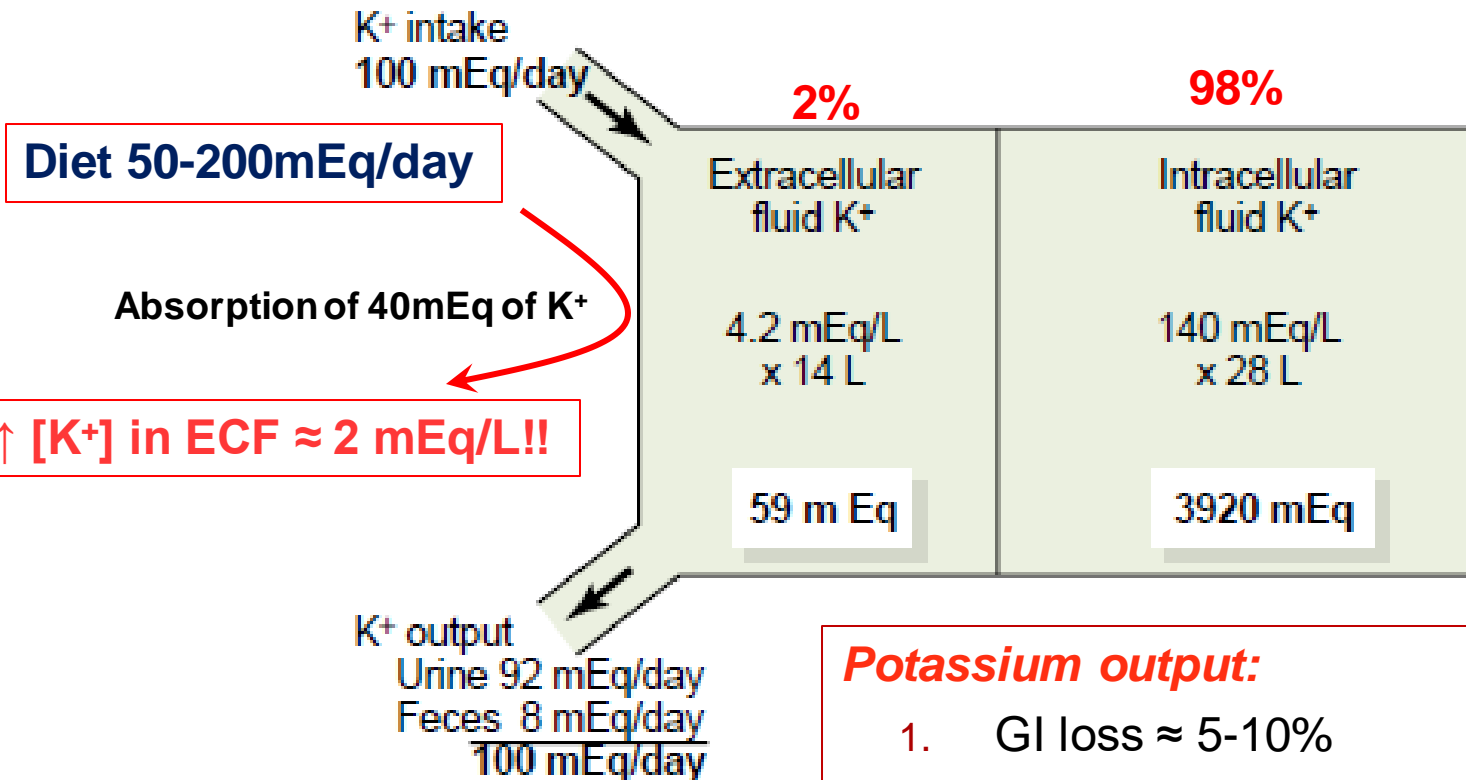 K+ intake
100 mEq/day
2%
98%
Diet 50-200mEq/day
Extracellular
fluid K+
Intracellular
fluid K+
Absorption of 40mEq of K+
4.2 mEq/L
x 14 L
140 mEq/L
x 28 L
↑ [K+] in ECF ≈ 2 mEq/L!!
59 m Eq
3920 mEq
K+ output
Urine 92 mEq/day
Feces 8 mEq/day
100 mEq/day
Potassium output:
1. GI loss ≈ 5-10%